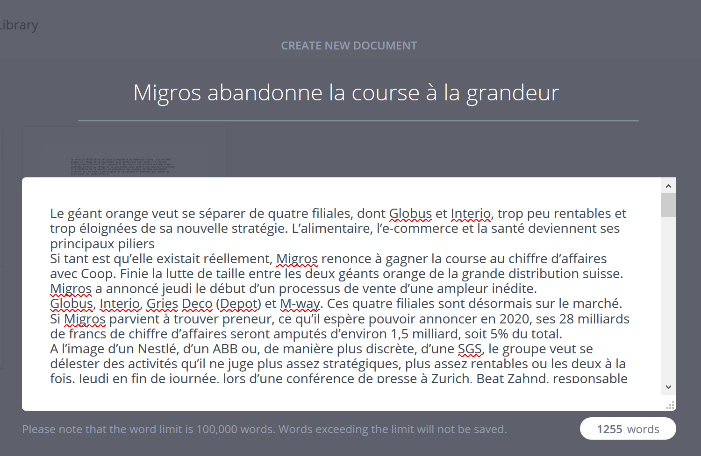 Library
CREATE NEW DOCUMENT
Migros abandonne la course à la grandeur
Le géant orange veut se séparer de quatre filiales, dont Globus et Interio, trop peu rentables et
trop éloignées de sa nouvelle stratégie. L’alimentaire, l’e-commerce et la santé deviennent ses
principaux piliers
Si tant est qu’elle existait réellement, Migros renonce à gagner la course au chiffre d’affaires
avec Coop. Finie la lutte de taille entre les deux géants orange de la grande distribution suisse.
Migros a annoncé jeudi le début d’un processus de vente d’une ampleur inédite.
Globus, Interio, Gries Deco (Depot) et M-way. Ces quatre filiales sont désormais sur le marché.
Si Migros parvient à trouver preneur, ce qu’il espère pouvoir annoncer en 2020, ses 28 milliards
de francs de chiffre d’affaires seront amputés d’environ 1,5 milliard, soit 5% du total.
A l’image d’un Nestlé, d’un ABB ou, de manière plus discrète, d’une SGS, le groupe veut se
délester des activités qu’il ne juge plus assez stratégiques, plus assez rentables ou les deux à la
fois. Jeudi en fin de journée, lors d’une conférence de presse à Zurich, Beat Zahnd, responsable
Please note that the word limit is 100,000 words. Words exceeding the limit will not be saved.
1255 words